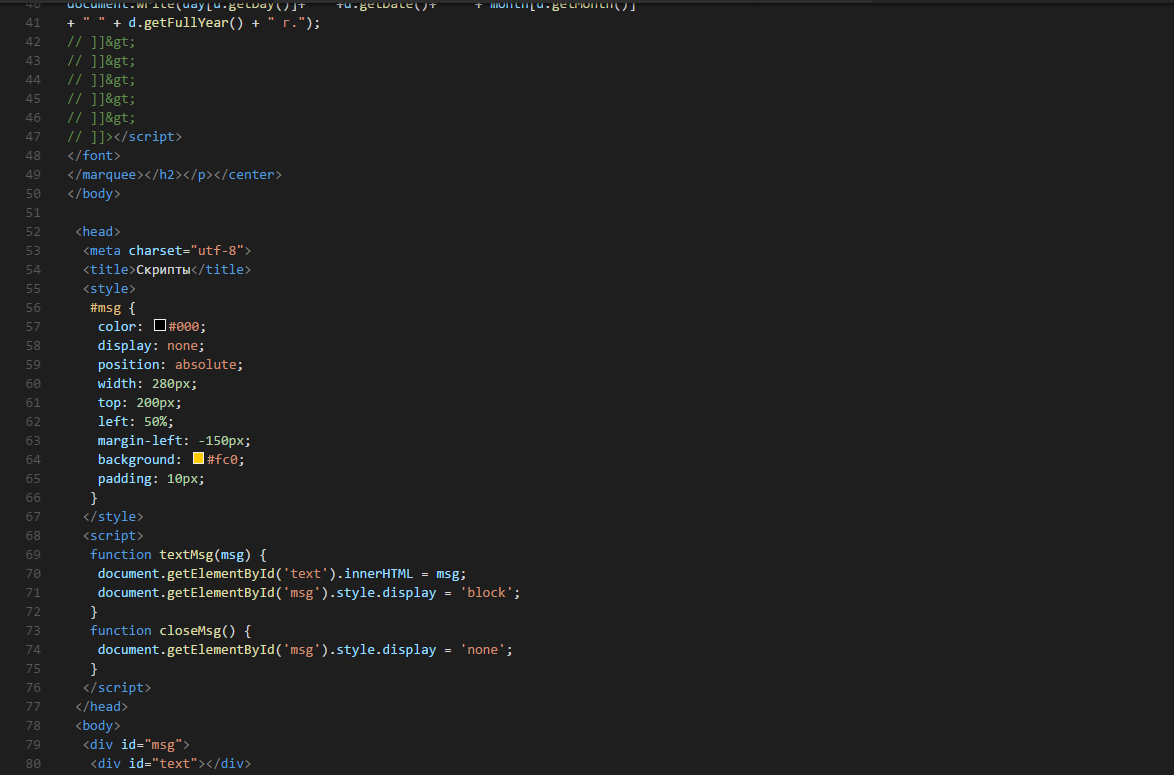 40 document.write(day[d.getDay()]+" "+d.getDate()+ " " + month[d.getMonth()]
41 + " " + d.getFullYear() + " г.");
42 // ]]&gt;
43 // ]]&gt;
44 // ]]&gt;
45 // ]]&gt;
46 // ]]&gt;
47 // ]]></script>
48 </font>
49 </marquee></h2></p></center>
50 </body>
51
52 <head>
53 <meta charset="utf-8">
54 <title>Скрипты</title>
55 <style>
56 #msg {
57 color: #000;
58 display: none;
59 position: absolute;
60 width: 280px;
61 top: 200px;
62 left: 50%;
63 margin-left: -150px;
64 background: #fc0;
65 padding: 10px;
66 }
67 </style>
68 <script>
69 function textMsg(msg) {
70 document.getElementById('text').innerHTML = msg;
71 document.getElementById('msg').style.display = 'block';
72 }
73 function closeMsg() {
74 document.getElementById('msg').style.display = 'none';
75 }
76 </script>
77 </head>
78 <body>
79 <div id="msg">
80 <div id="text"></div>